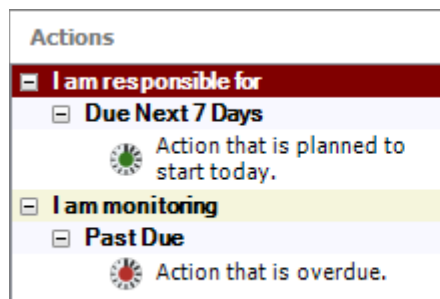 Actions
I am responsible for
Due Next 7 Days
Action that is planned to
start today.
I am monitoring
Past Due
Action that is overdue.